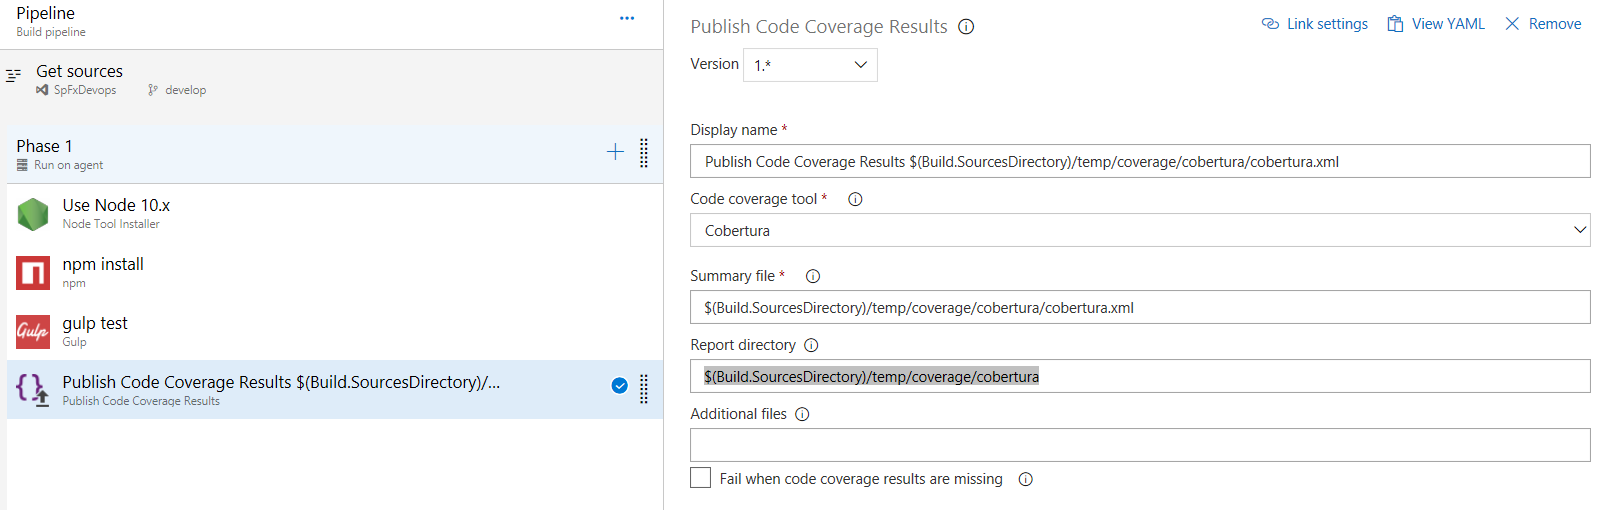 Pipeline
Build pipeline
Get sources
SpFxDevops develop
Phase 1
Run on agent
Use Node 10.x
Node Tool Installer
npm install
npm
Gulp
gulp test
Gulp
Publish Code Coverage Results $(Build.SourcesDirectory)/...
Publish Code Coverage Results
Publish Code Coverage Results
Link settings View YAML Remove
Version 1.*
Display name *
Publish Code Coverage Results $(Build.SourcesDirectory)/temp/coverage/cobertura/cobertura.xml
Code coverage tool *
Cobertura
Summary file *
$(Build.SourcesDirectory)/temp/coverage/cobertura/cobertura.xml
Report directory
$(Build.SourcesDirectory)/temp/coverage/cobertura
Additional files
Fail when code coverage results are missing